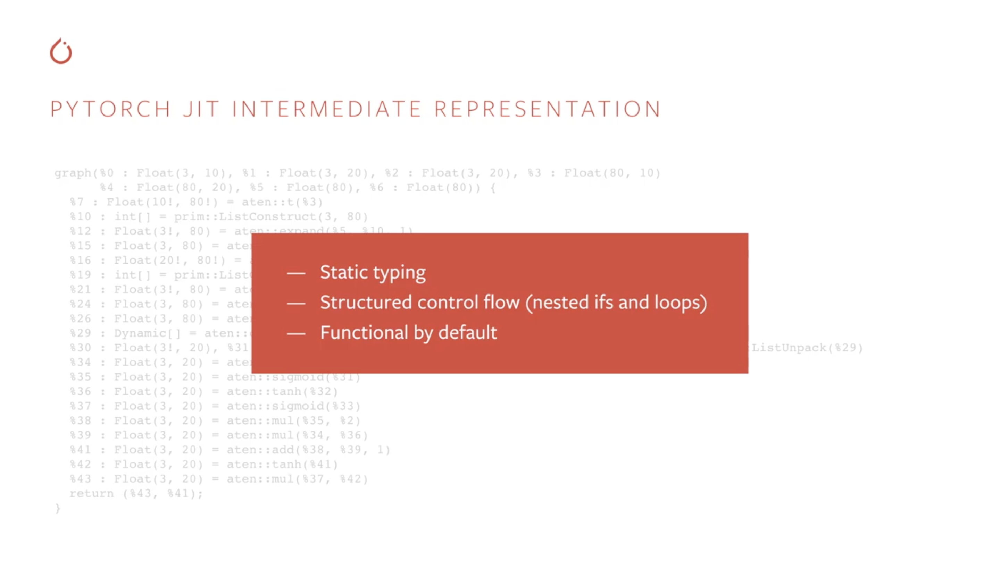 PYTORCH JIT INTERMEDIATE REPRESENTATION
graph(%0 : Float(3, 10), %1 : Float(3, 20), %2 : Float(3, 20), %3 : Float(80, 10)
%4 : Float(80, 20), %5 : Float(80), %6 : Float(80)) {
%7 : Float(10!, 80!) = aten::t(%3)
%10 : int[] = prim::ListConstruct(3, 80)
%12 : Float(3!, 80) = aten::expand(%5, %10, 1)
%15 : Float(3, 80) = ate
%16 : Float(20!, 80!) =
%19 : int[] = prim::List
%21 : Float(3!, 80) = at
%24 : Float(3, 80) = ate
%26 : Float(3, 80) = ate
%29 : Dynamic[] = aten::
%30 : Float(3!, 20), %31 ListUnpack(%29)
%34 : Float(3, 20) = ate
%35 : Float(3, 20) = aten::sigmoid(%31)
%36 : Float(3, 20) = aten::tanh(%32)
%37 : Float(3, 20) = aten::sigmoid(%33)
%38 : Float(3, 20) = aten::mul(%35, %2)
%39 : Float(3, 20) = aten::mul(%34, %36)
%41 : Float(3, 20) = aten::add(%38, %39, 1)
%42 : Float(3, 20) = aten::tanh(%41)
%43 : Float(3, 20) = aten::mul(%37, %42)
return (%43, %41);
}
— Static typing
— Structured control flow (nested ifs and loops)
— Functional by default